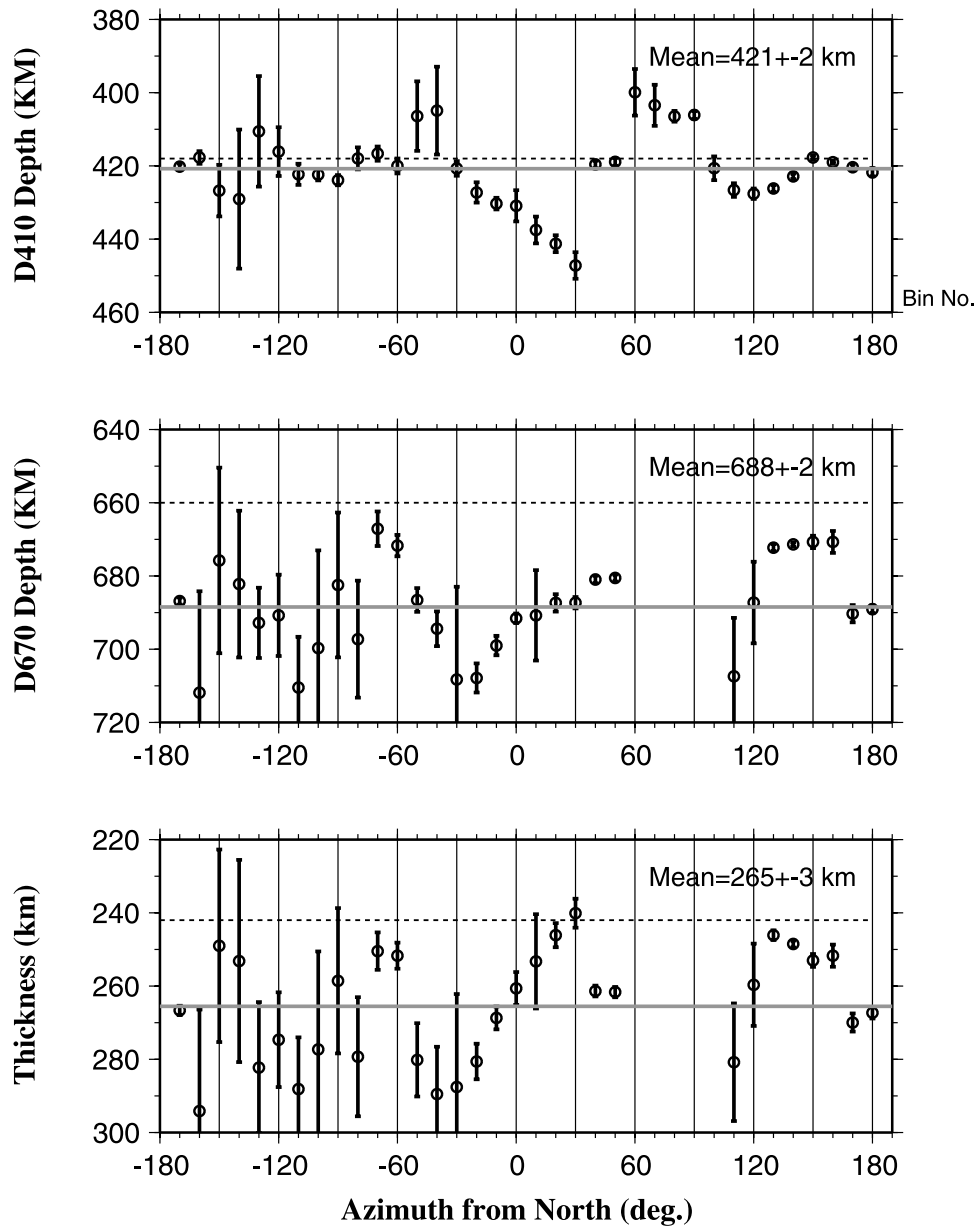 380
400
420
440
460
D410 Depth (KM)
Mean=421+-2 km
Bin No.
-180 -120 -60 0 60 120 180
640
660
680
700
720
D670 Depth (KM)
Mean=688+-2 km
-180 -120 -60 0 60 120 180
220
240
260
280
300
Thickness (km)
Mean=265+-3 km
-180 -120 -60 0 60 120 180
Azimuth from North (deg.)